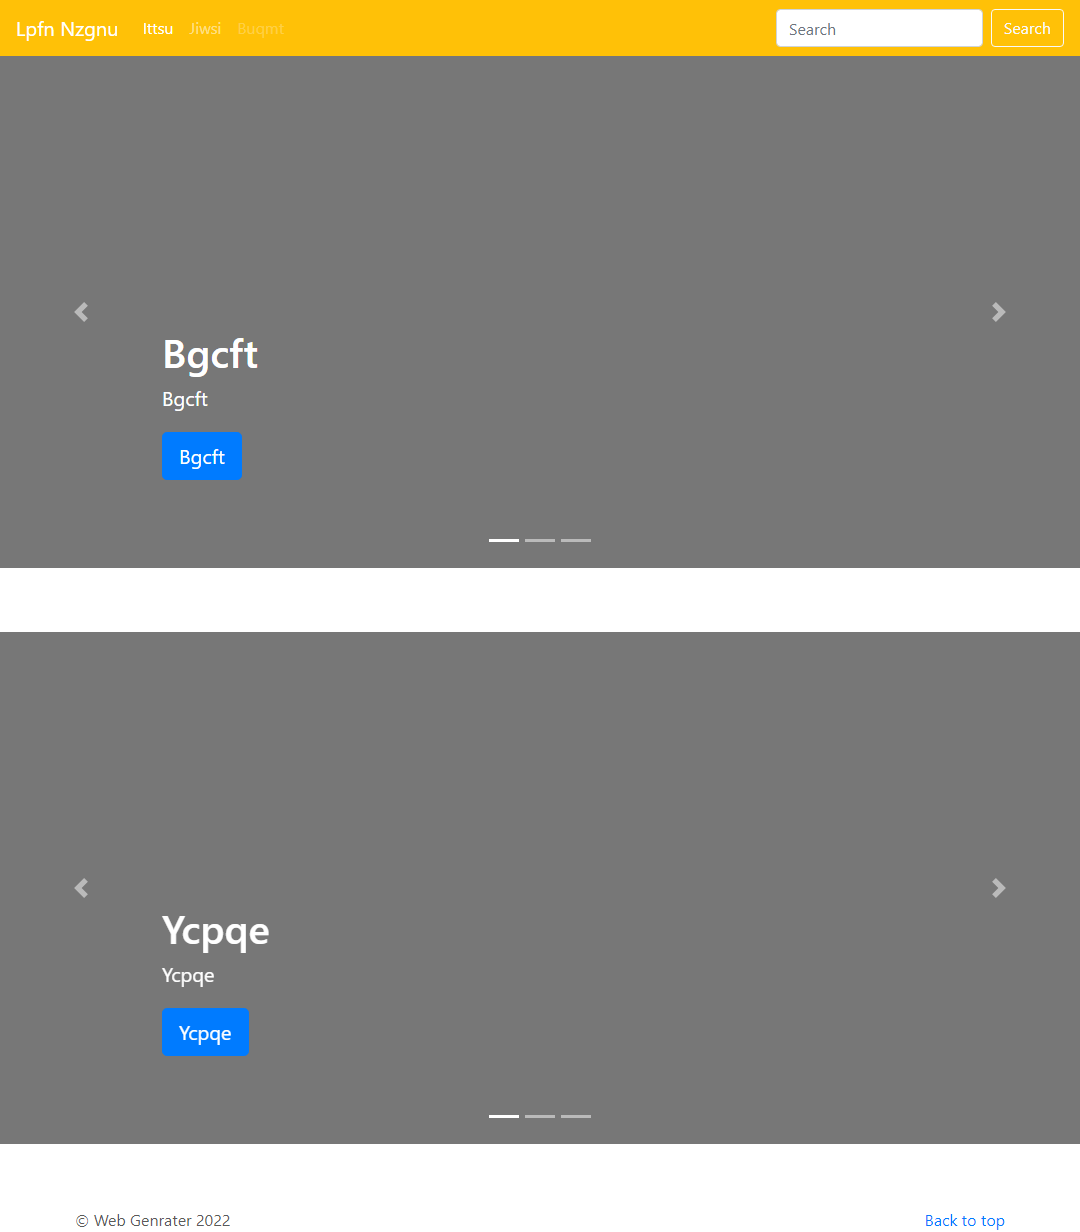 Lpfn Nzgnu Ittsu Jiwsi Buqmt Search Search
Bgcft
Bgcft
Bgcft
Ycpqe
Ycpqe
Ycpqe
© Web Genrater 2022 Back to top